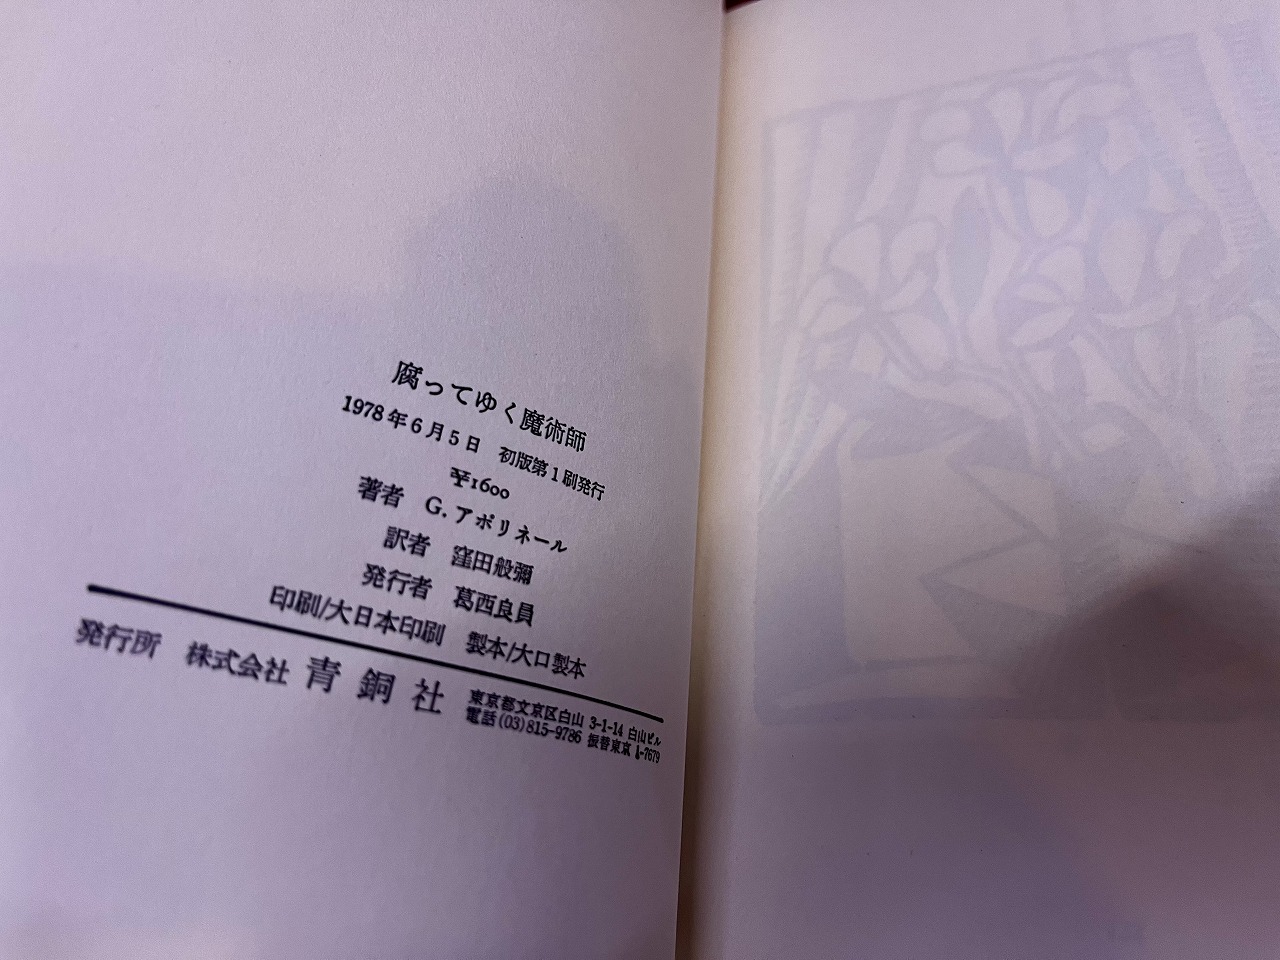 腐ってゆく魔術師
1978年6月5日 初版第1刷発行
¥1600
著者 G. アポリネール
訳者 窪田般彌
発行者 葛西良員
印刷/大日本印刷 製本/大口製本
発行所 株式会社 青銅社
東京都文京区白山 3-1-14 白山ビル
電話(03)815-9786 振替東京 1-7679